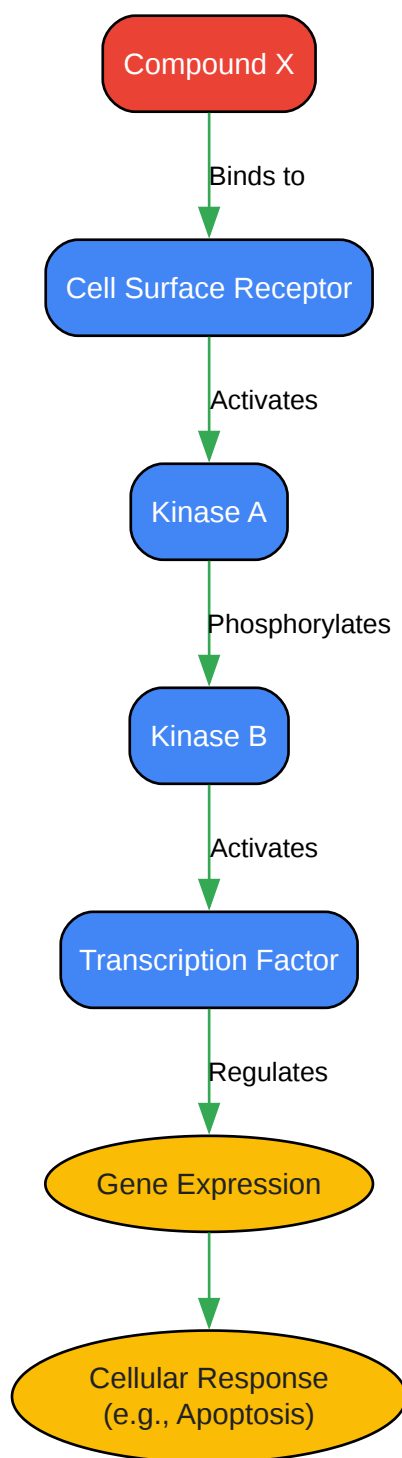 Compound X
Binds to
Cell Surface Receptor
Activates
Kinase A
Phosphorylates
Kinase B
Activates
Transcription Factor
Regulates
Gene Expression
Cellular Response
(e.g., Apoptosis)